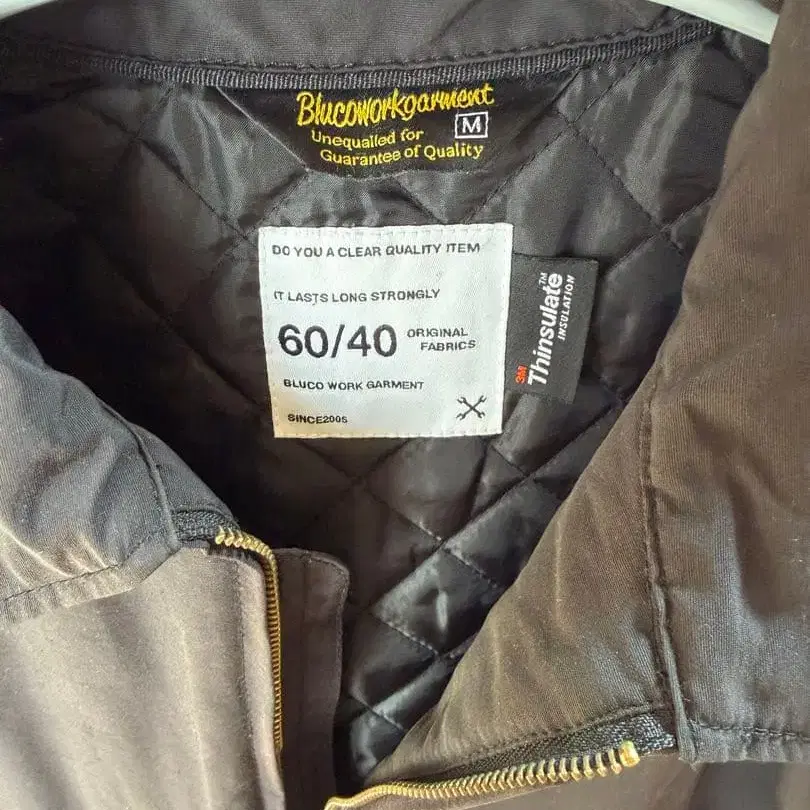 Blucoworkgarment
Unequalled for M
Guarantee of Quality
DO YOU A CLEAR QUALITY ITEM
IT LASTS LONG STRONGLY
60/40 ORIGINAL
FABRICS
BLUCO WORK GARMENT
SINCE2005
3M Thinsulate™
INSULATION